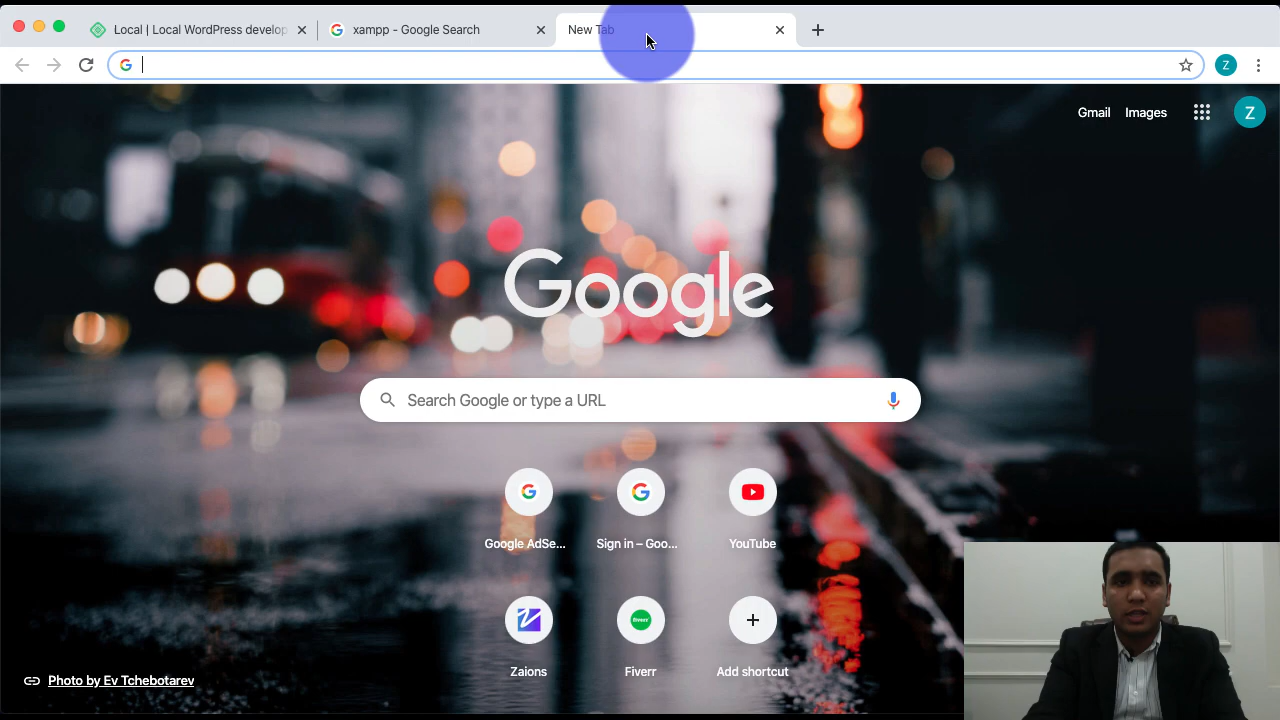 Local | Local WordPress develop
xampp - Google Search
New Tab
Z
Gmail
Images
Z
Google
Search Google or type a URL
Google AdSe...
Sign in – Goo...
YouTube
fiverr
Zaions
Fiverr
Add shortcut
Photo by Ev Tchebotarev